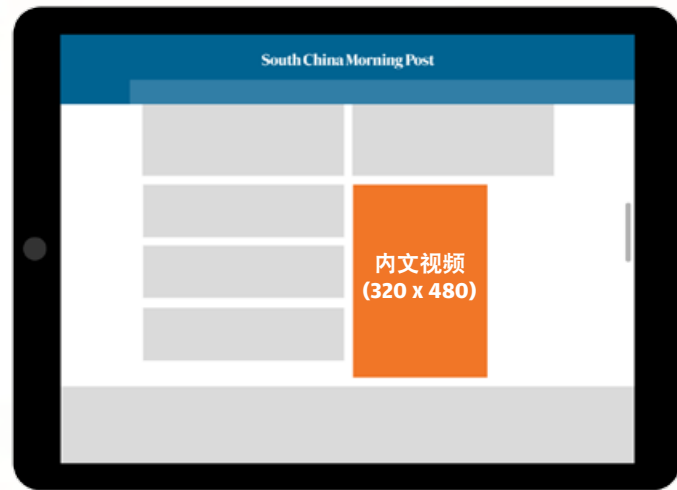 South China Morning Post
内文视频
(320 x 480)